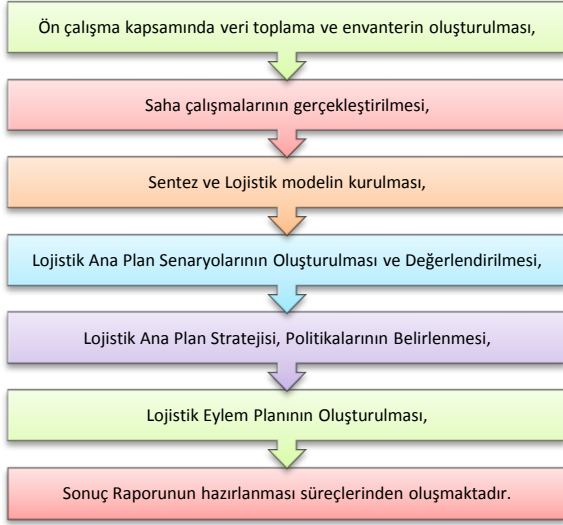 Ön çalışma kapsamında veri toplama ve envanterin oluşturulması,
Saha çalışmalarının gerçekleştirilmesi,
Sentez ve Lojistik modelin kurulması,
Lojistik Ana Plan Senaryolarının Oluşturulması ve Değerlendirilmesi,
Lojistik Ana Plan Stratejisi, Politikalarının Belirlenmesi,
Lojistik Eylem Planının Oluşturulması,
Sonuç Raporunun hazırlanması süreçlerinden oluşmaktadır.